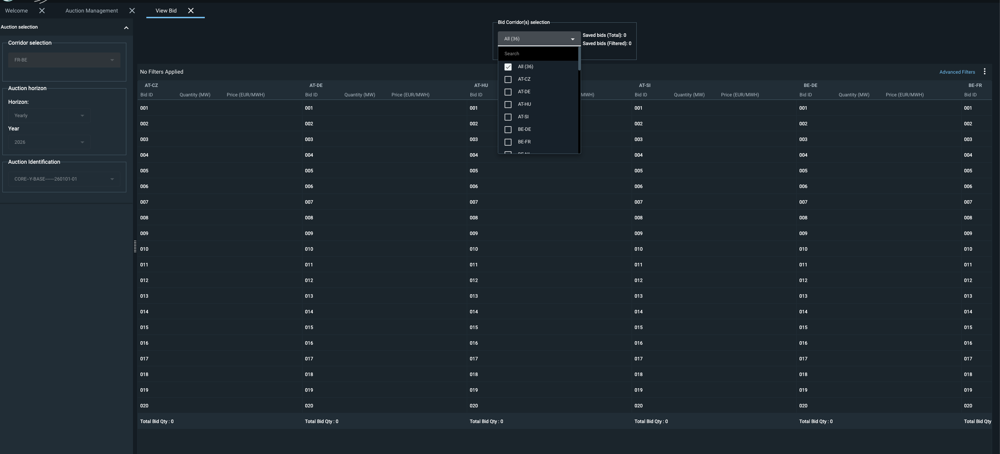 Welcome Auction Management View Bid
Auction selection
Corridor selection
FR-BE
Auction horizon
Horizon:
Yearly
Year
2026
Auction Identification
CORE--Y-BASE-------260101-01
Bid Corridor(s) selection
All (36)
Saved bids (Total): 0
Saved bids (Filtered): 0
Search
All (36)
AT-CZ
AT-DE
AT-HU
AT-SI
BE-DE
BE-FR
No Filters Applied Advanced Filters
AT-CZ AT-DE AT-HU AT-SI BE-DE BE-FR
Bid ID Quantity (MW) Price (EUR/MWH) Bid ID Quantity (MW) Price (EUR/MWH) Bid ID MWH) Bid ID Quantity (MW) Price (EUR/MWH) Bid ID Quantity (MW) Price (EUR/MWH) Bid ID
001 001 001 001 001 001
002 002 002 002 002 002
003 003 003 003 003 003
004 004 004 004 004 004
005 005 005 005 005 005
006 006 006 006 006 006
007 007 007 007 007 007
008 008 008 008 008 008
009 009 009 009 009 009
010 010 010 010 010 010
011 011 011 011 011 011
012 012 012 012 012 012
013 013 013 013 013 013
014 014 014 014 014 014
015 015 015 015 015 015
016 016 016 016 016 016
017 017 017 017 017 017
018 018 018 018 018 018
019 019 019 019 019 019
020 020 020 020 020 020
Total Bid Qty : 0 Total Bid Qty : 0 Total Bid Qty : 0 Total Bid Qty : 0 Total Bid Qty : 0 Total Bid Qty